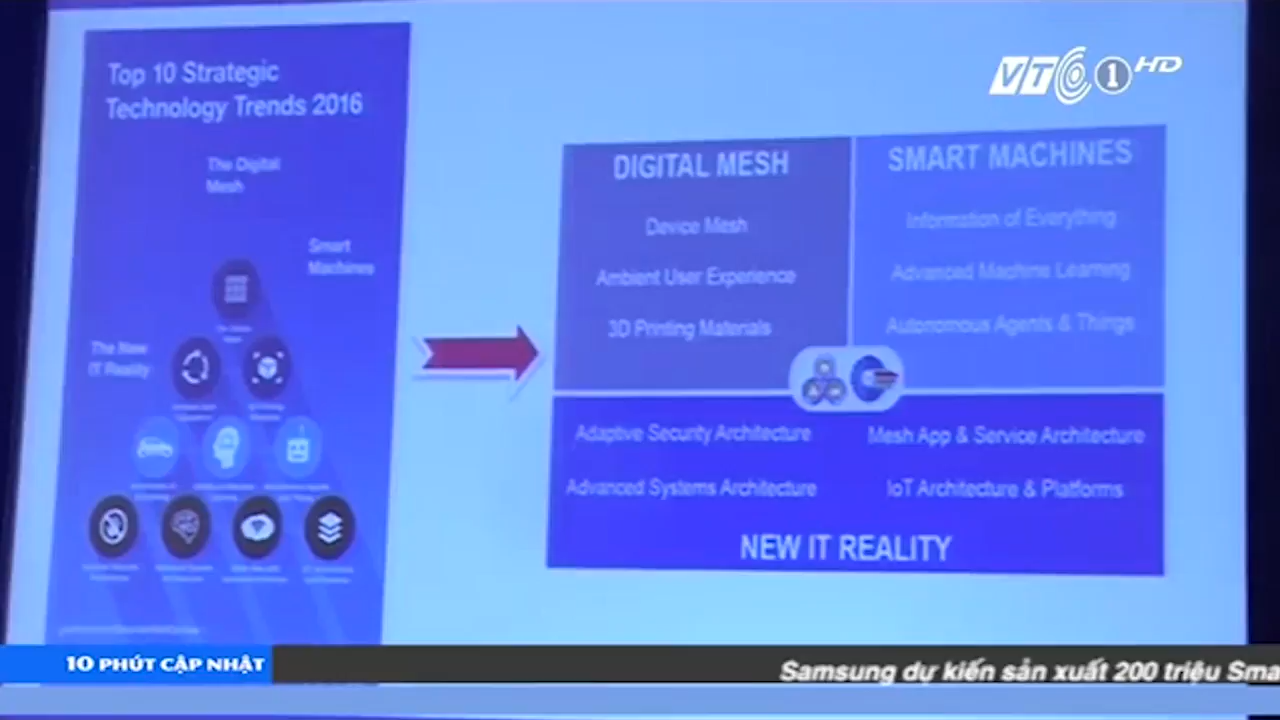 Top 10 Strategic
Technology Trends 2016
The Digital
Mesh
Smart
Machines
The New
IT Reality
VTC 1 HD
DIGITAL MESH
Device Mesh
Ambient User Experience
3D Printing Materials
SMART MACHINES
Information of Everything
Advanced Machine Learning
Autonomous Agents & Things
Adaptive Security Architecture
Mesh App & Service Architecture
Advanced Systems Architecture
IoT Architecture & Platforms
NEW IT REALITY
10 PHÚT CẬP NHẬT
Samsung dự kiến sản xuất 200 triệu Sma